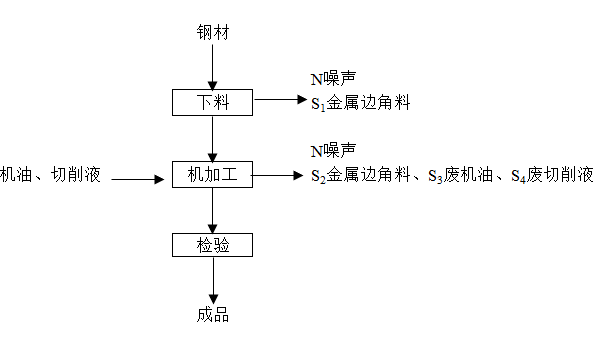 钢材
N噪声
下料
S1金属边角料
N噪声
机油、切削液
机加工
S2金属边角料、S3废机油、S4废切削液
检验
成品